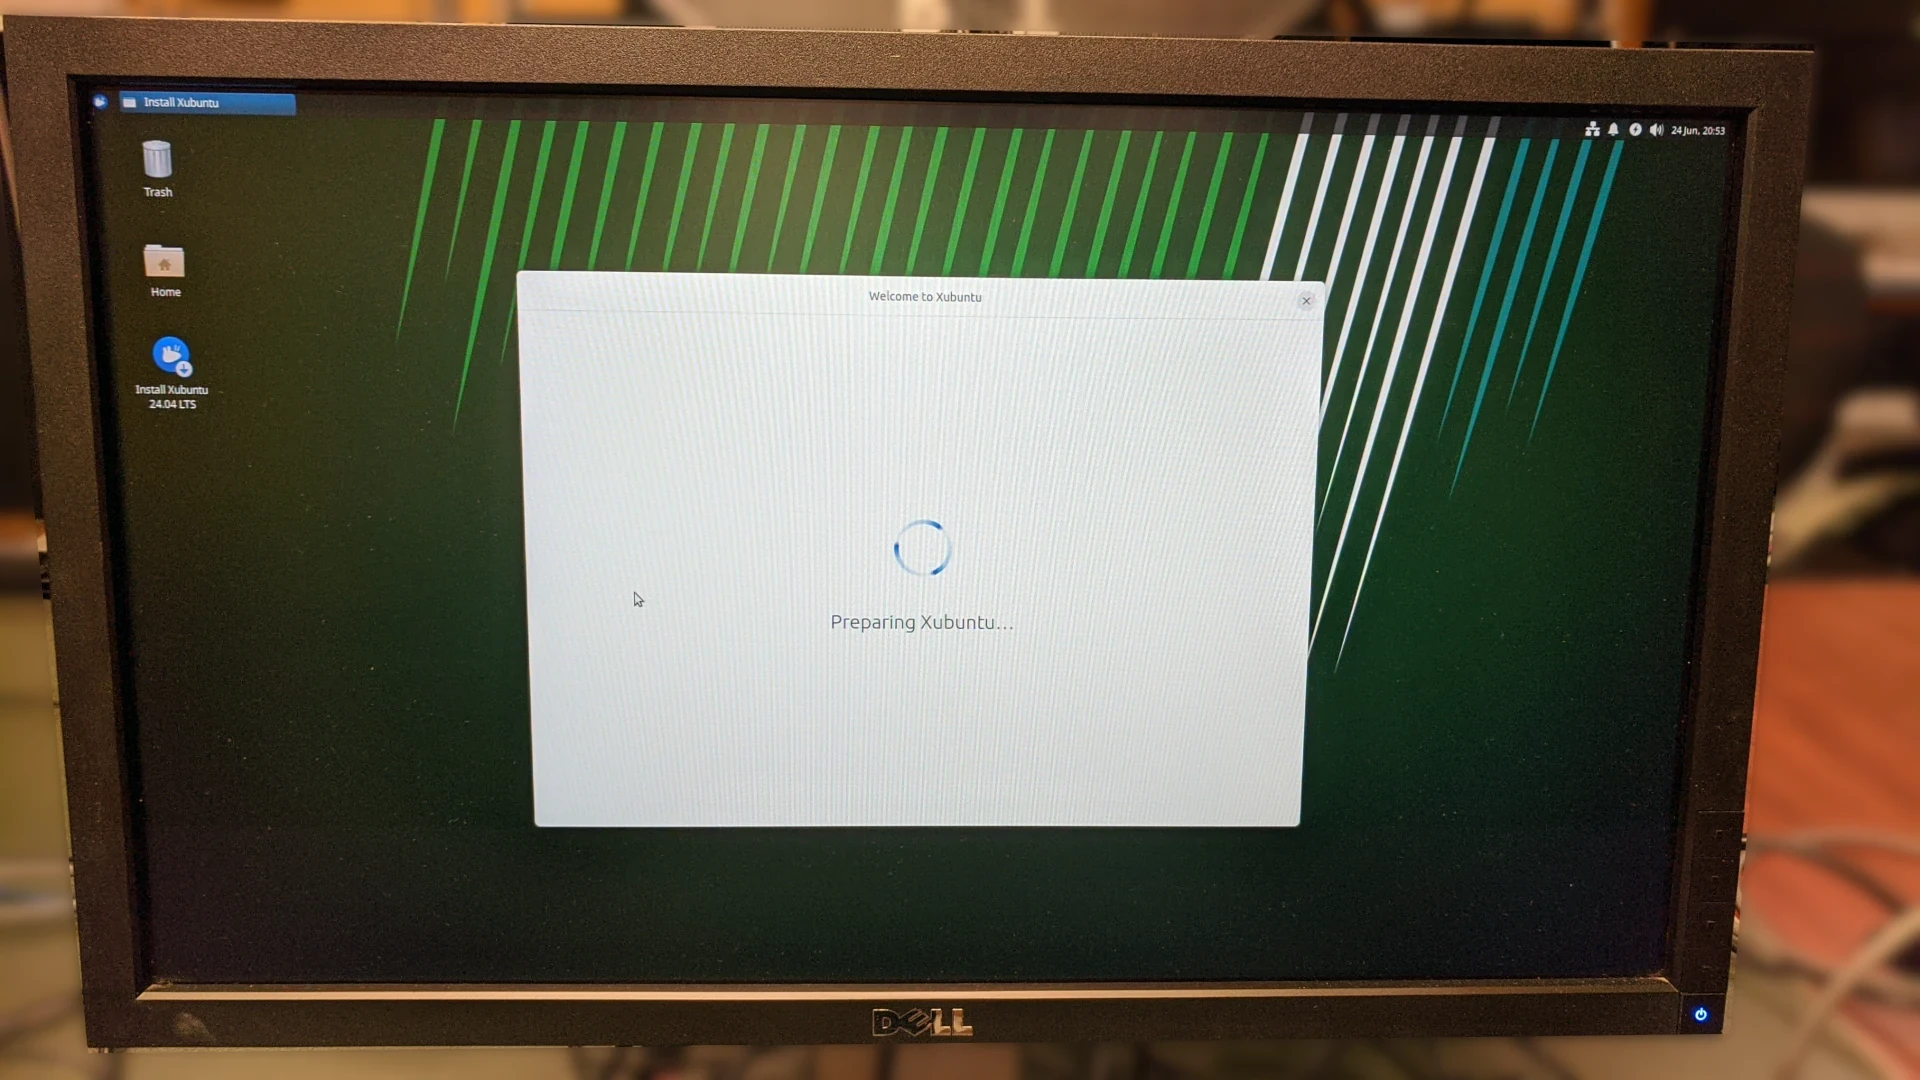 Install Xubuntu
24 Jun, 20:53
Trash
Home
Install Xubuntu
24.04 LTS
Welcome to Xubuntu
Preparing Xubuntu...
DELL